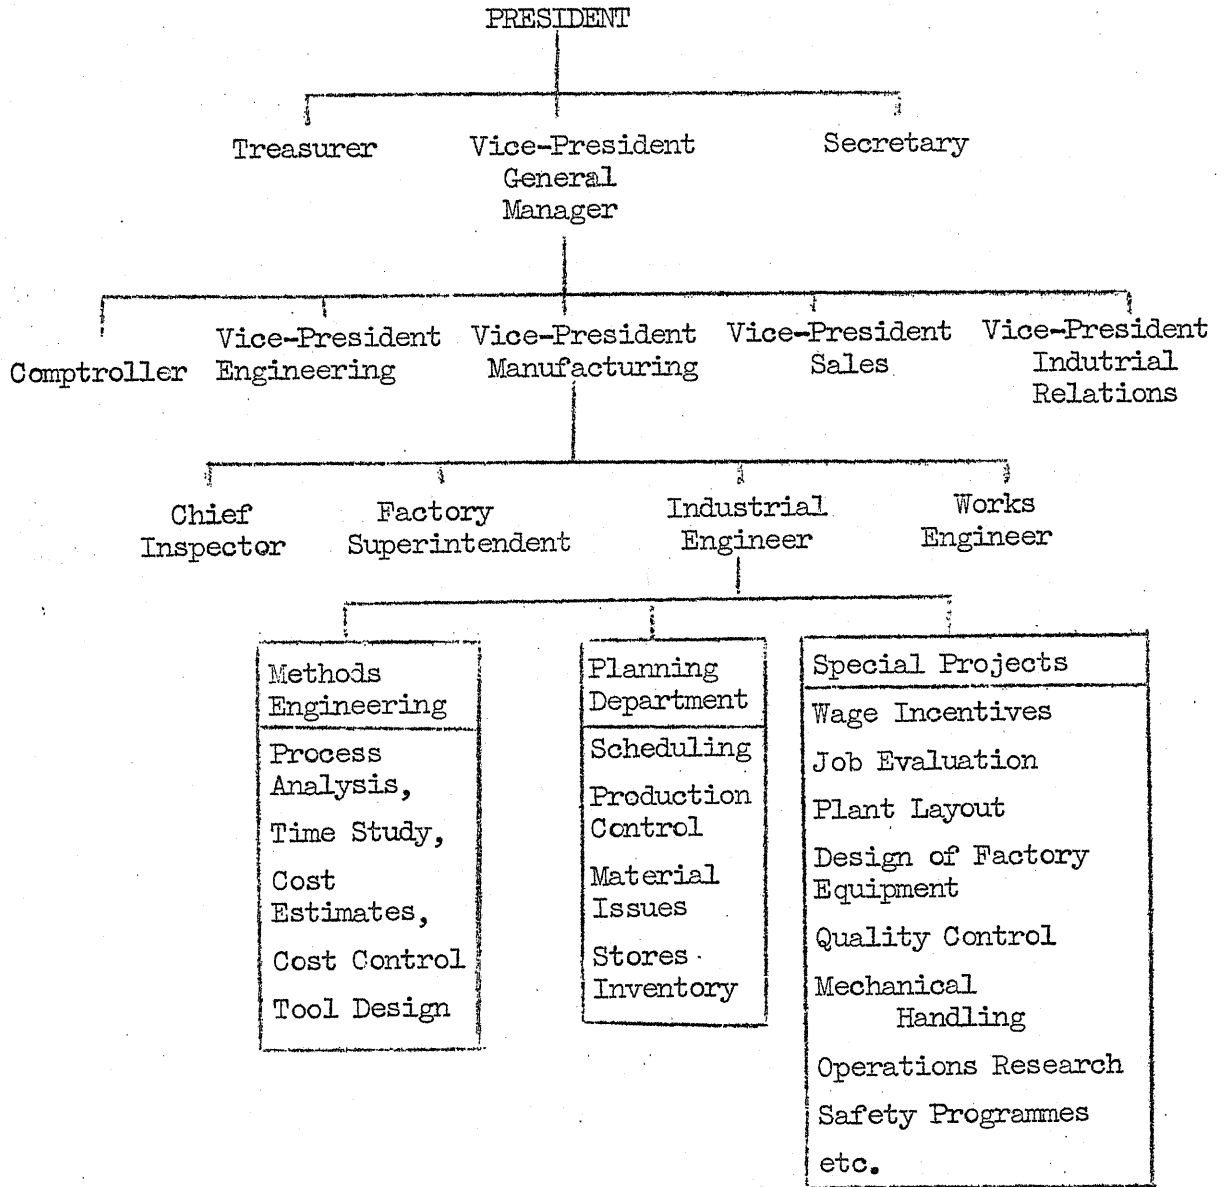 PRESIDENT
Treasurer
Vice-President
General
Manager
Secretary
Comptroller
Vice-President
Engineering
Vice-President
Manufacturing
Vice-President
Sales
Vice-President
Indutrial
Relations
Chief
Inspector
Factory
Superintendent
Industrial
Engineer
Works
Engineer
Methods
Engineering
Process
Analysis,
Time Study,
Cost
Estimates,
Cost Control
Tool Design
Planning
Department
Scheduling
Production
Control
Material
Issues
Stores
Inventory
Special Projects
Wage Incentives
Job Evaluation
Plant Layout
Design of Factory
Equipment
Quality Control
Mechanical
Handling
Operations Research
Safety Programmes
etc.